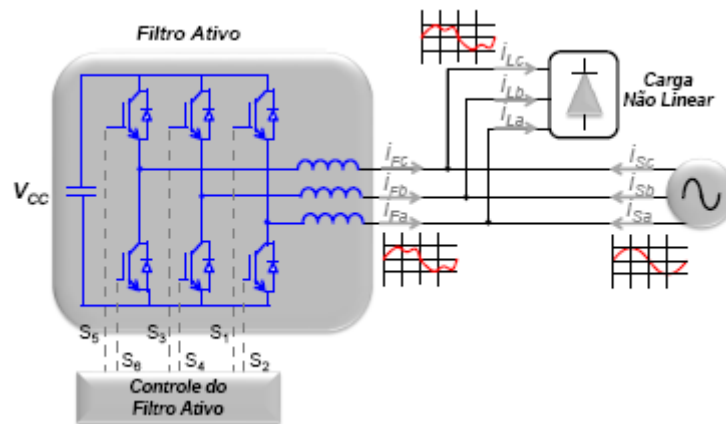 Filtro Ativo
V_CC
i_Lc
i_Lb
i_La
Carga
Não Linear
i_Fc
i_Fb
i_Fa
i_Sc
i_Sb
i_Sa
S_5
S_3
S_1
S_6
S_4
S_2
Controle do
Filtro Ativo